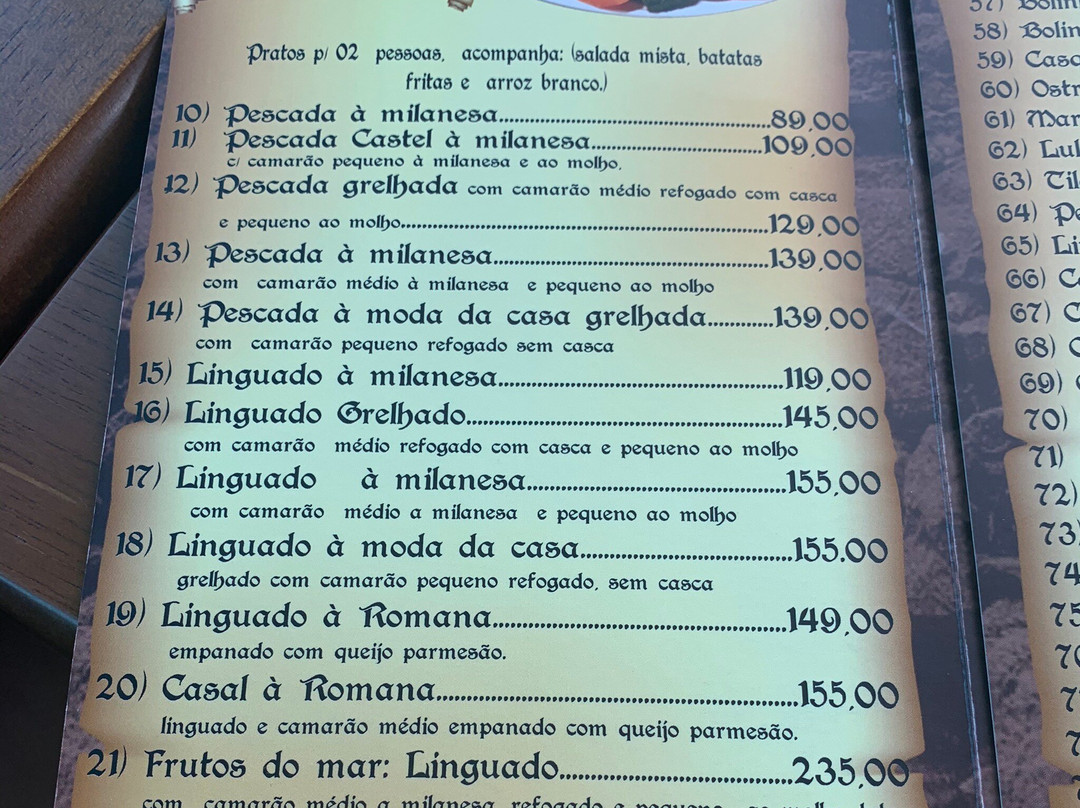 Pratos p/ 02 pessoas, acompanha: (salada mista, batatas
fritas e arroz branco.)
10) Pescada à milanesa..........89,00
11) Pescada Castel à milanesa..........109,00
c/ camarão pequeno à milanesa e ao molho.
12) Pescada grelhada com camarão médio refogado com casca
e pequeno ao molho..........129,00
13) Pescada à milanesa..........139,00
com camarão médio à milanesa e pequeno ao molho
14) Pescada à moda da casa grelhada..........139,00
com camarão pequeno refogado sem casca
15) Linguado à milanesa..........119,00
16) Linguado Grelhado..........145,00
com camarão médio refogado com casca e pequeno ao molho
17) Linguado à milanesa..........155,00
com camarão médio a milanesa e pequeno ao molho
18) Linguado à moda da casa..........155,00
grelhado com camarão pequeno refogado, sem casca
19) Linguado à Romana..........149,00
empanado com queijo parmesão.
20) Casal à Romana..........155,00
linguado e camarão médio empanado com queijo parmesão.
21) Frutos do mar: Linguado..........235,00
com camarão médio a milanesa, refogado e pequeno
57)
58)
59)
60)
61)
62)
63)
64)
65)
66)
67)
68)
69)
70)
71)
72)
73)
74
75